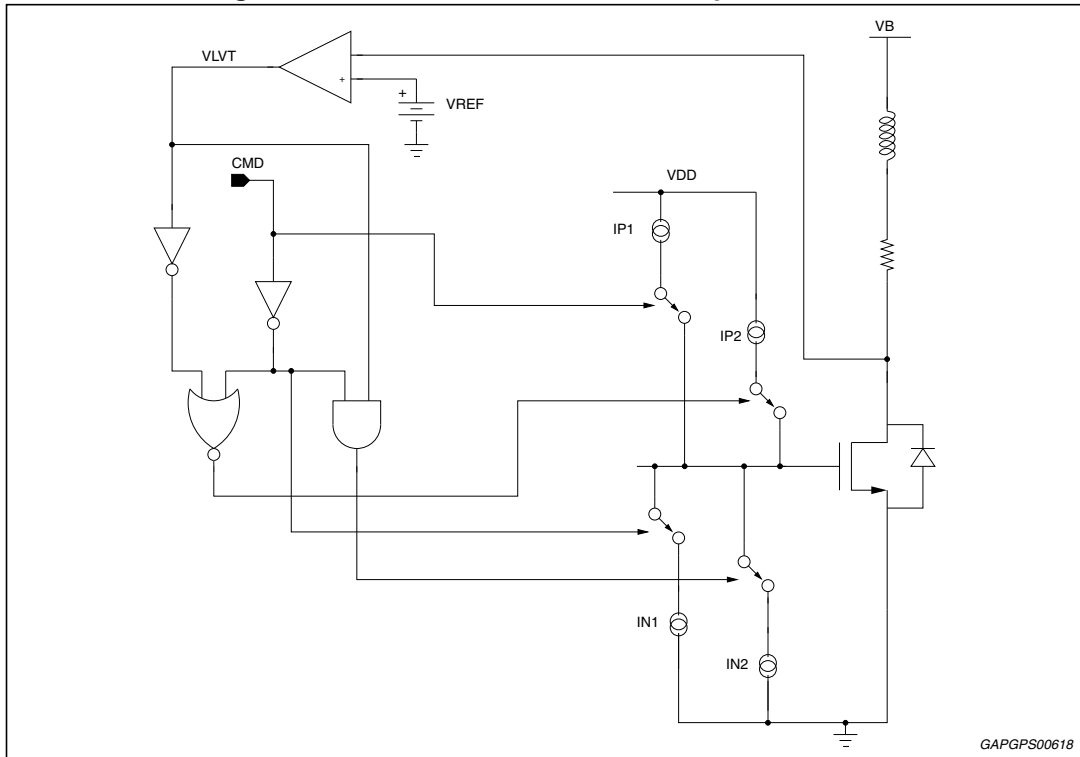 VB
VLVT
+
+
VREF
CMD
VDD
IP1
IP2
IN1
IN2
GAPGPS00618